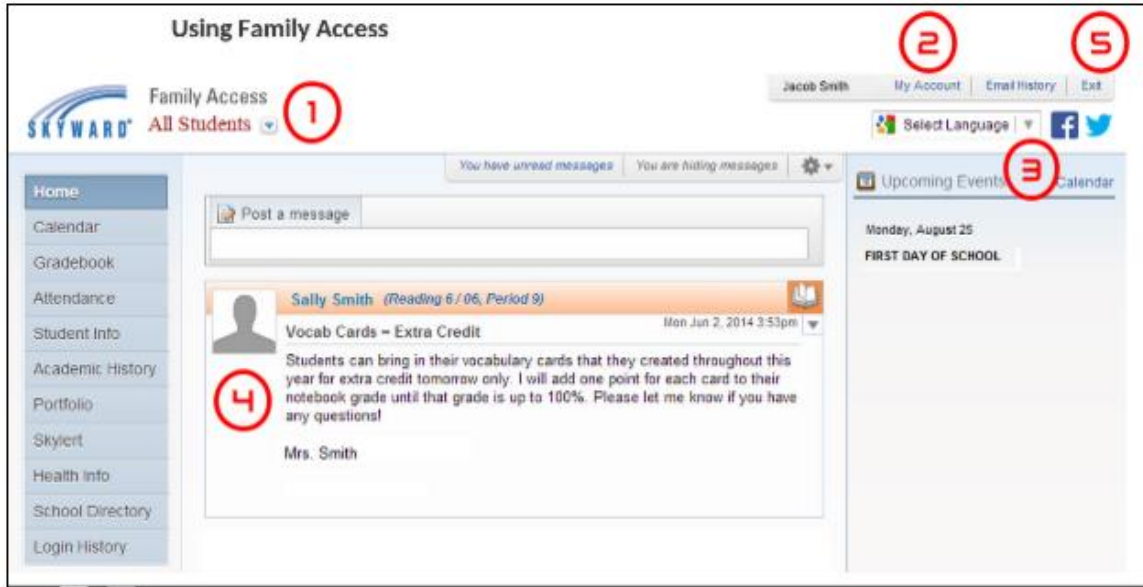 Using Family Access
2
5
Jacob Smith My Account Email History Exit
Family Access
1
SKYWARD All Students
Select Language
You have unread messages You are hiding messages
3
Upcoming Events Calendar
Home
Calendar
Gradebook
Attendance
Student Info
Academic History
Portfolio
Skylert
Health Info
School Directory
Login History
Post a message
Sally Smith (Reading 6 / 06, Period 9)
Mon Jun 2, 2014 3:53pm
Vocab Cards – Extra Credit
Students can bring in their vocabulary cards that they created throughout this
year for extra credit tomorrow only. I will add one point for each card to their
notebook grade until that grade is up to 100%. Please let me know if you have
any questions!
4
Mrs. Smith
Monday, August 25
FIRST DAY OF SCHOOL